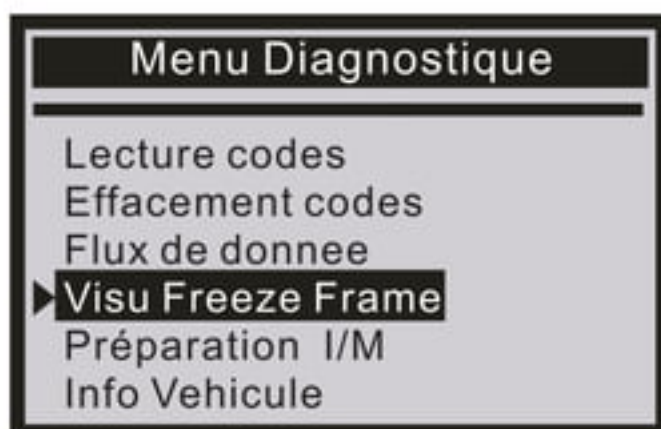 Menu Diagnostique
Lecture codes
Effacement codes
Flux de donnee
Visu Freeze Frame
Préparation I/M
Info Vehicule